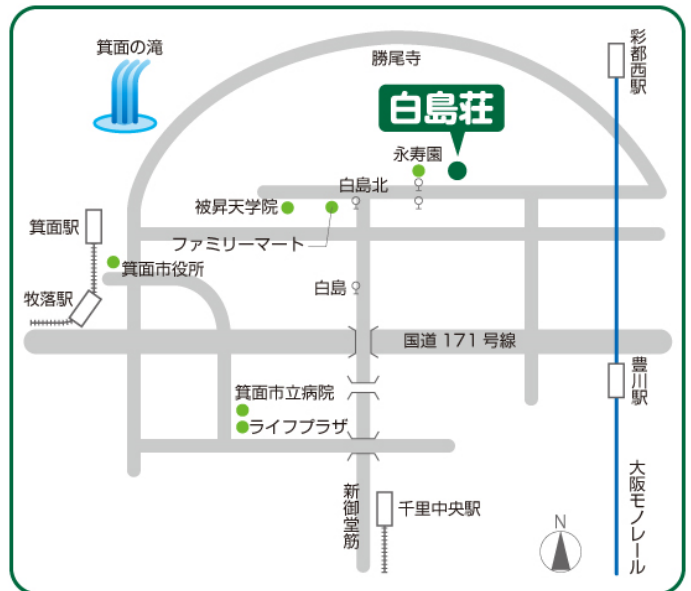 箕面の滝
勝尾寺
彩都西駅
白島荘
永寿園
白島北
被昇天学院
ファミリーマート
箕面駅
箕面市役所
牧落駅
白島
国道 171 号線
豊川駅
箕面市立病院
ライフプラザ
大阪モノレール
新御堂筋
千里中央駅
N